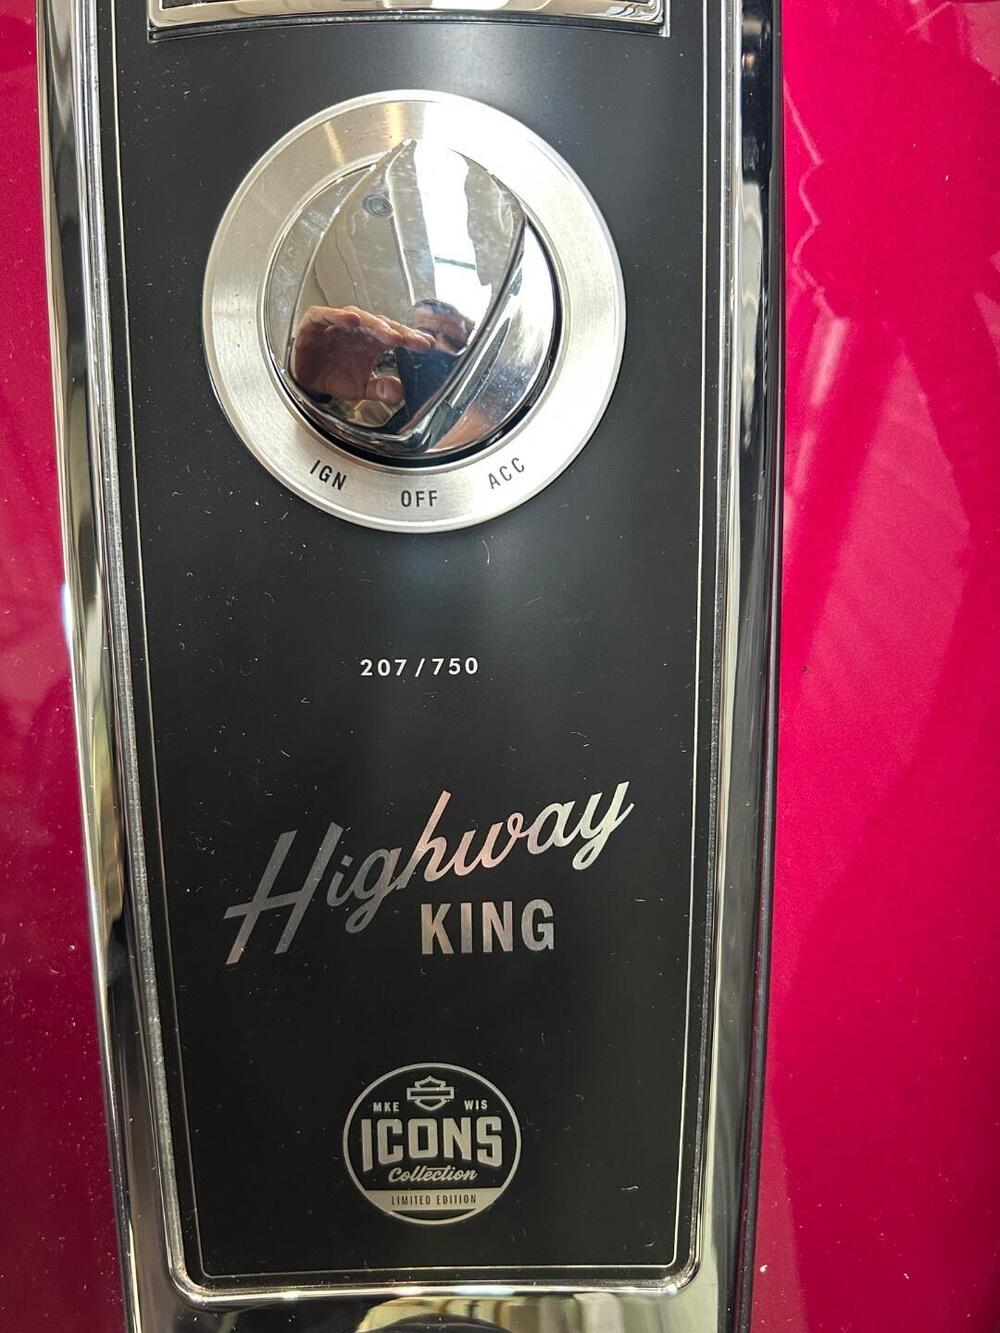 IGN OFF ACC
207/750
Highway
KING
MKE WIS
ICONS
Collection
LIMITED EDITION